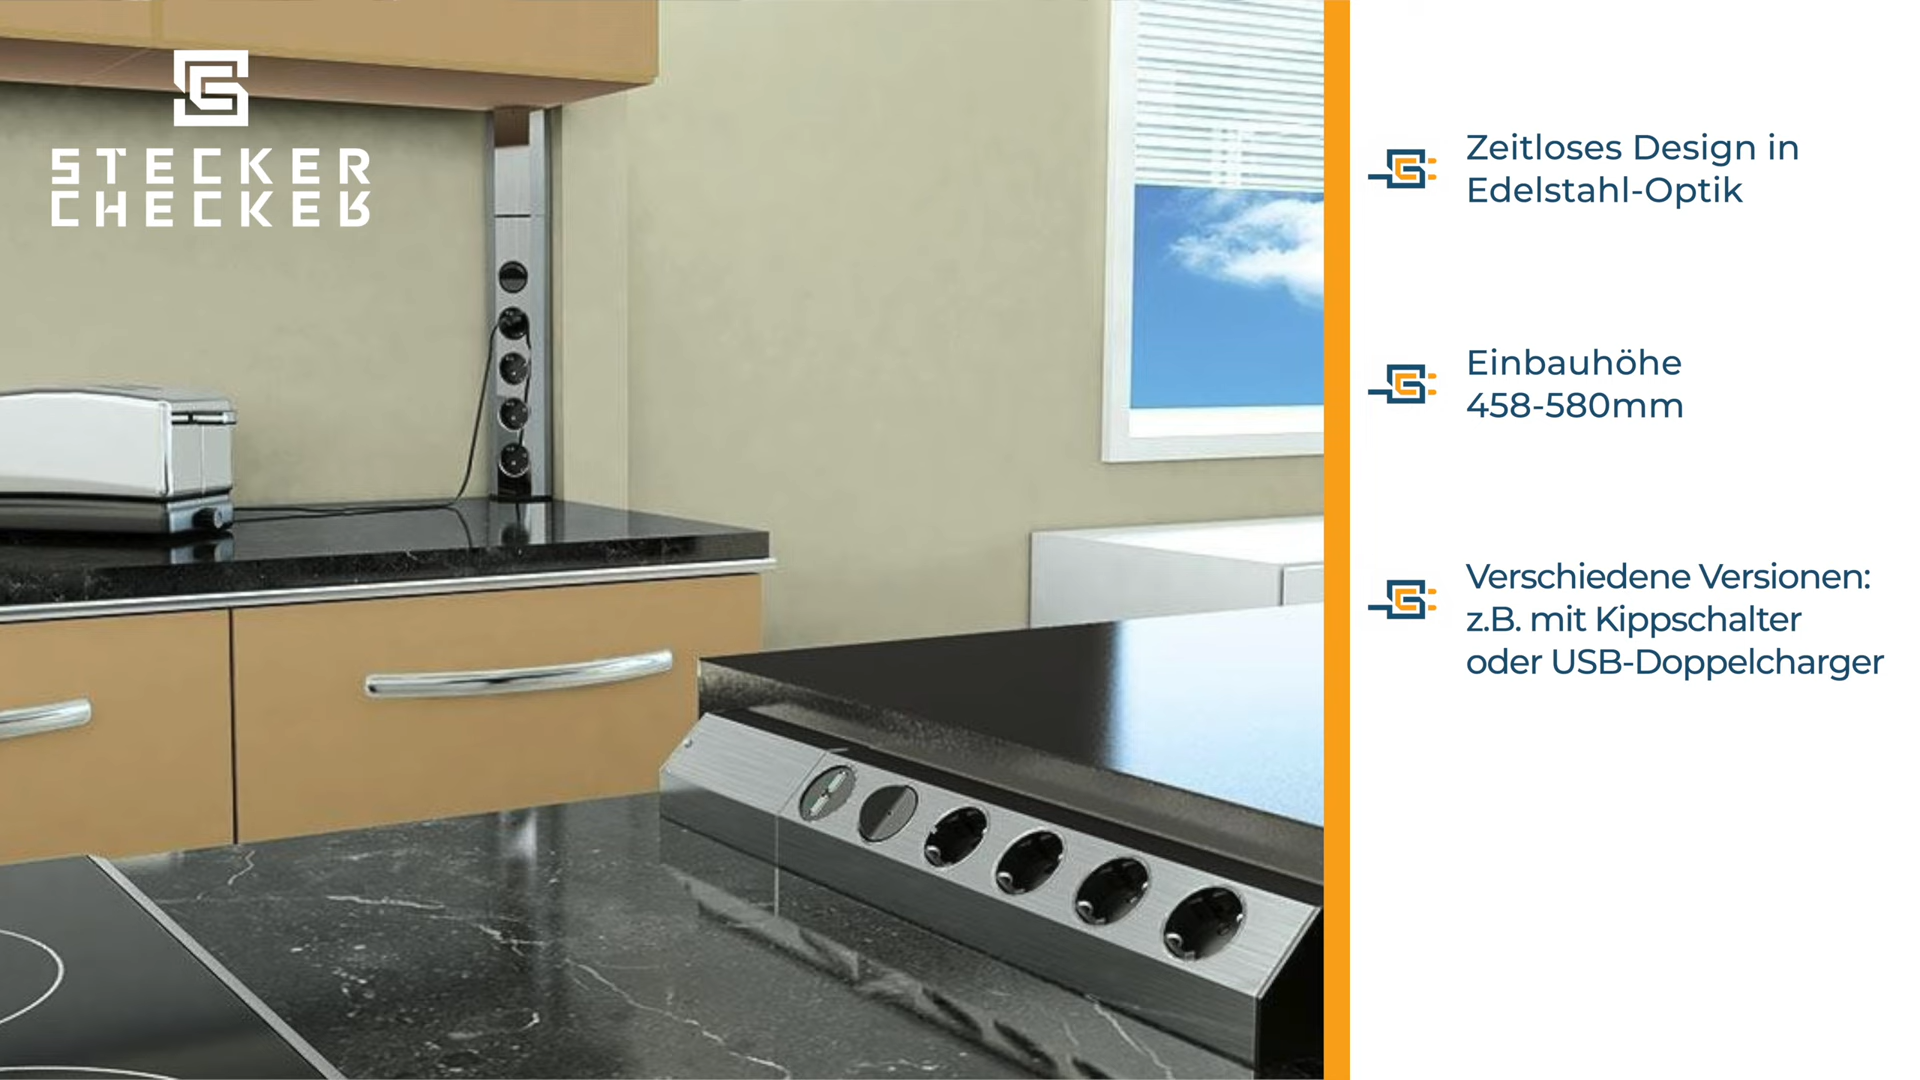 STECKER
CHECKER
Zeitloses Design in
Edelstahl-Optik
Einbauhöhe
458-580mm
Verschiedene Versionen:
z.B. mit Kippschalter
oder USB-Doppelcharger